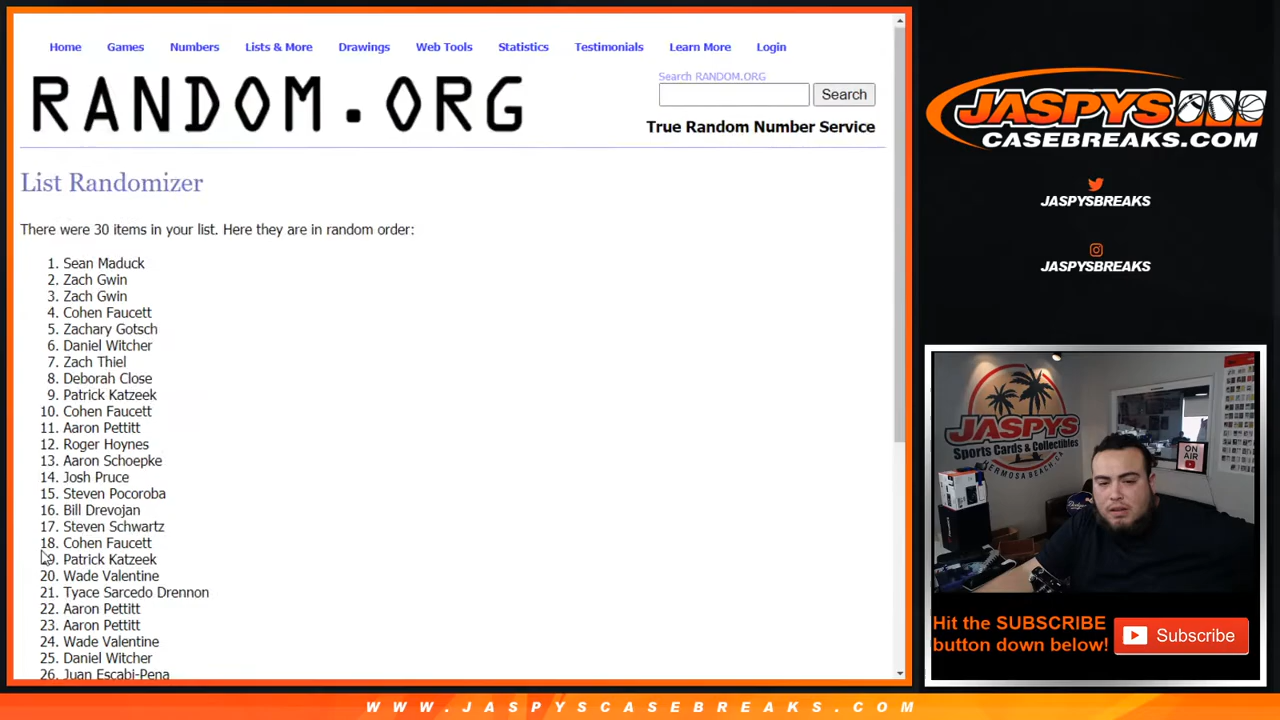 Home Games Numbers Lists & More Drawings Web Tools Statistics Testimonials Learn More Login
RANDOM.ORG
Search RANDOM.ORG
Search
True Random Number Service
List Randomizer
There were 30 items in your list. Here they are in random order:
1. Sean Maduck
2. Zach Gwin
3. Zach Gwin
4. Cohen Faucett
5. Zachary Gotsch
6. Daniel Witcher
7. Zach Thiel
8. Deborah Close
9. Patrick Katzeek
10. Cohen Faucett
11. Aaron Pettitt
12. Roger Hoynes
13. Aaron Schoepke
14. Josh Pruce
15. Steven Pocoroba
16. Bill Drevojan
17. Steven Schwartz
18. Cohen Faucett
19. Patrick Katzeek
20. Wade Valentine
21. Tyace Sarcedo Drennon
22. Aaron Pettitt
23. Aaron Pettitt
24. Wade Valentine
25. Daniel Witcher
26. Juan Escabi-Pena
JASPYS
CASEBREAKS.COM
JASPYSBREAKS
JASPYSBREAKS
JASPYS
Sports Cards & Collectibles
HERMOSA BEACH, CA
ON AIR
Hit the SUBSCRIBE
button down below!
Subscribe
WWW.JASPYSCASEBREAKS.COM